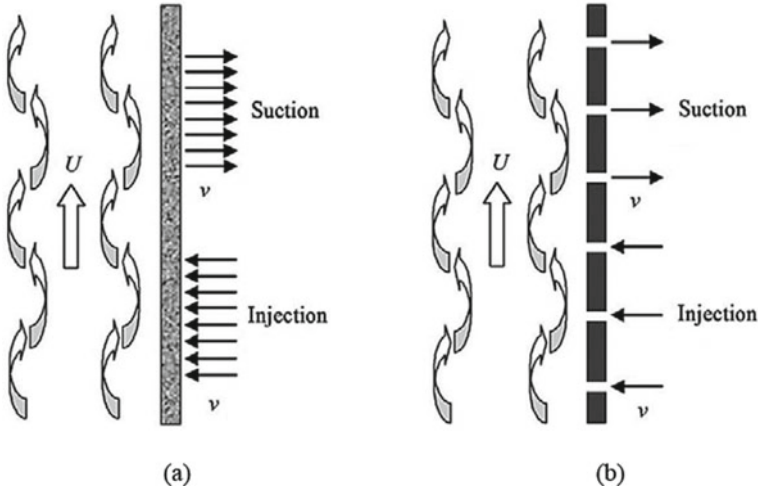 U
Suction
v
Injection
v
(a)
U
Suction
v
Injection
v
(b)